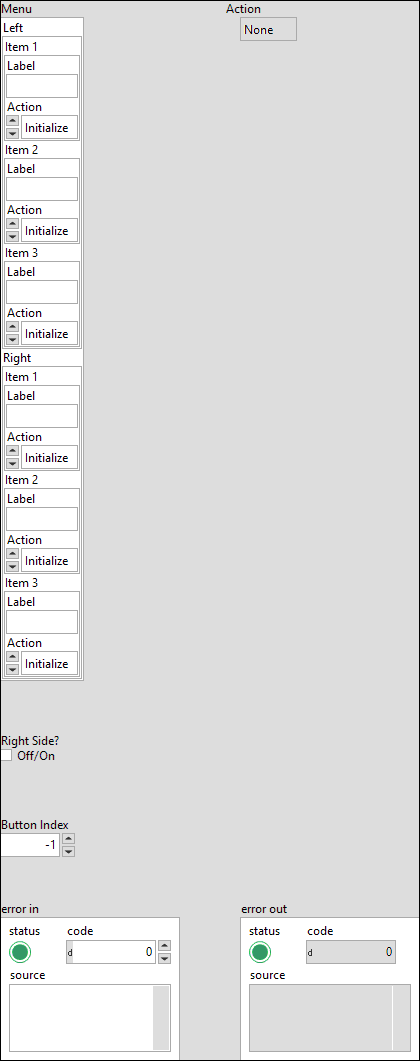 Menu
Action
Left
None
Item 1
Label
Action
Initialize
Item 2
Label
Action
Initialize
Item 3
Label
Action
Initialize
Right
Item 1
Label
Action
Initialize
Item 2
Label
Action
Initialize
Item 3
Label
Action
Initialize
Right Side?
Off/On
Button Index
-1
error in
status code
d 0
source
error out
status code
d 0
source